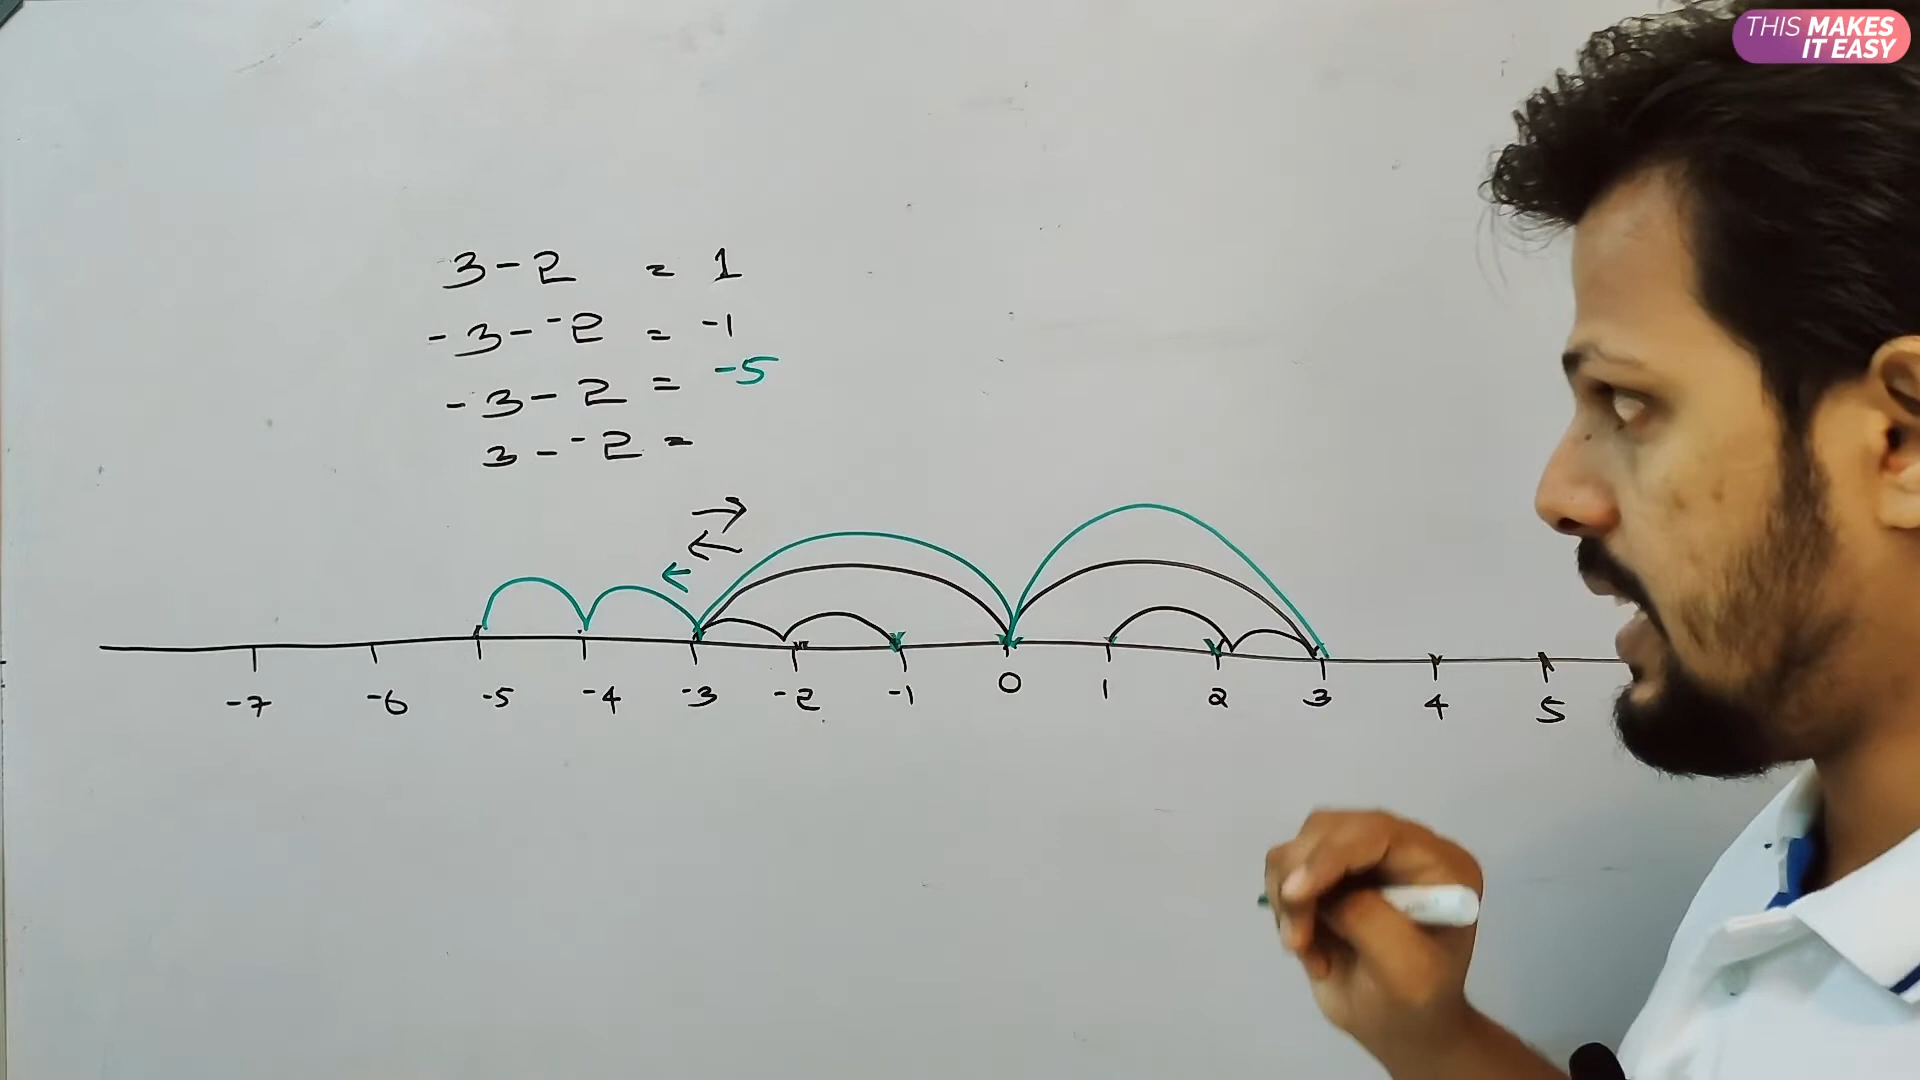 THIS MAKES
IT EASY
3 - 2 = 1
-3 - -2 = -1
-3 - 2 = -5
3 - -2 =
-7 -6 -5 -4 -3 -2 -1 0 1 2 3 4 5